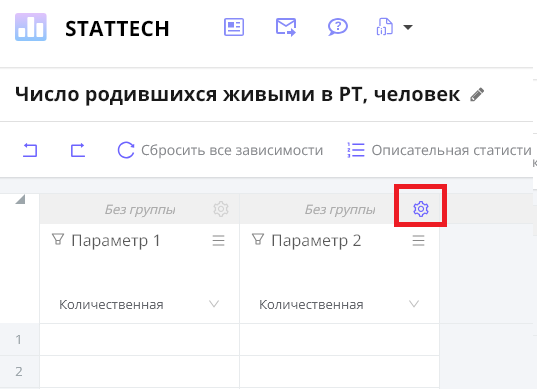 STATTECH
Число родившихся живыми в РТ, человек
Сбросить все зависимости Описательная статисти
Без группы Без группы
Параметр 1 Параметр 2
Количественная Количественная
1
2